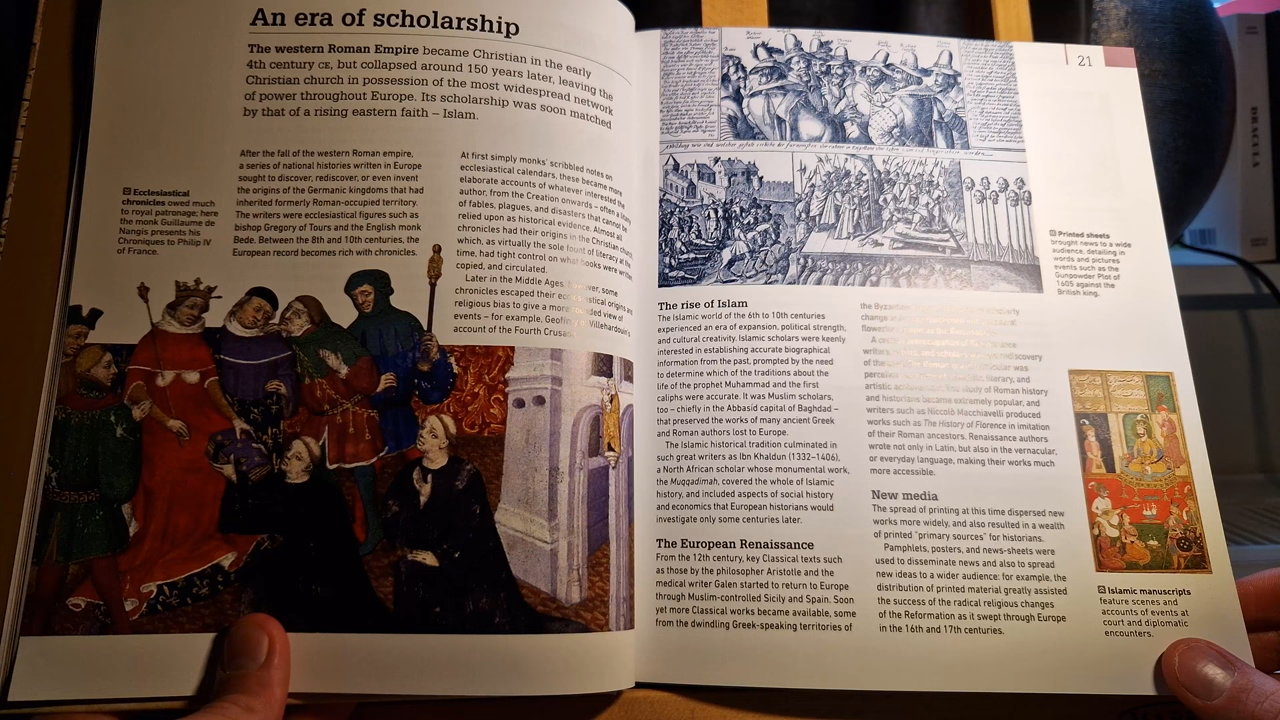 An era of scholarship
The western Roman Empire became Christian in the early
4th century CE, but collapsed around 150 years later, leaving the
Christian church in possession of the most widespread network
of power throughout Europe. Its scholarship was soon matched
by that of a rising eastern faith – Islam.
Ecclesiastical
chronicles owed much
to royal patronage; here
the monk Guillaume de
Nangis presents his
Chroniques to Philip IV
of France.
After the fall of the western Roman empire,
a series of national histories written in Europe
sought to discover, rediscover, or even invent
the origins of the Germanic kingdoms that had
inherited formerly Roman-occupied territory.
The writers were ecclesiastical figures such as
bishop Gregory of Tours and the English monk
Bede. Between the 8th and 10th centuries, the
European record becomes rich with chronicles.
At first simply monks' scribbled notes on
ecclesiastical calendars, these became more
elaborate accounts of whatever interested the
author, from the Creation onwards – often a
of fables, plagues, and disasters that cannot be
relied upon as historical evidence. Almost all
chronicles had their origins in the Christian church,
which, as virtually the sole fount of literacy at the
time, had tight control on what books were written,
copied, and circulated.
Later in the Middle Ages, however, some
chronicles escaped their ecclesiastical origins and
religious bias to give a more rounded view of
events – for example, Geoffrey Villehardouin's
account of the Fourth Crusade.
21
Printed sheets
brought news to a wide
audience, detailing in
words and pictures
events such as the
Gunpowder Plot of
1605 against the
British king.
The rise of Islam
The Islamic world of the 6th to 10th centuries
experienced an era of expansion, political strength,
and cultural creativity. Islamic scholars were keenly
interested in establishing accurate biographical
information from the past, prompted by the need
to determine which of the traditions about the
life of the prophet Muhammad and the first
caliphs were accurate. It was Muslim scholars,
too – chiefly in the Abbasid capital of Baghdad –
that preserved the works of many ancient Greek
and Roman authors lost to Europe.
The Islamic historical tradition culminated in
such great writers as Ibn Khaldun (1332–1406),
a North African scholar whose monumental work,
the Muqqadimah, covered the whole of Islamic
history, and included aspects of social history
and economics that European historians would
investigate only some centuries later.
The European Renaissance
From the 12th century, key Classical texts such
as those by the philosopher Aristotle and the
medical writer Galen started to return to Europe
through Muslim-controlled Sicily and Spain. Soon
yet more Classical works became available, some
from the dwindling Greek-speaking territories of
the
change
as the
A
writers, and scholars rediscovery
of the was
literary, and
artistic study of Roman history
and historians became extremely popular, and
writers such as Niccolò Macchiavelli produced
works such as The History of Florence in imitation
of their Roman ancestors. Renaissance authors
wrote not only in Latin, but also in the vernacular,
or everyday language, making their works much
more accessible.
New media
The spread of printing at this time dispersed new
works more widely, and also resulted in a wealth
of printed "primary sources" for historians.
Pamphlets, posters, and news-sheets were
used to disseminate news and also to spread
new ideas to a wider audience: for example, the
distribution of printed material greatly assisted
the success of the radical religious changes
of the Reformation as it swept through Europe
in the 16th and 17th centuries.
Islamic manuscripts
feature scenes and
accounts of events at
court and diplomatic
encounters.